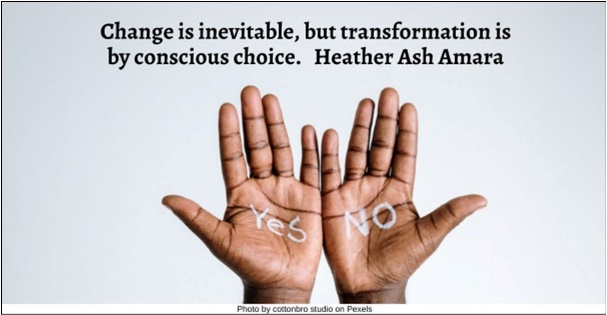 Change is inevitable, but transformation is
by conscious choice. Heather Ash Amara
Yes NO
Photo by cottonbro studio on Pexels